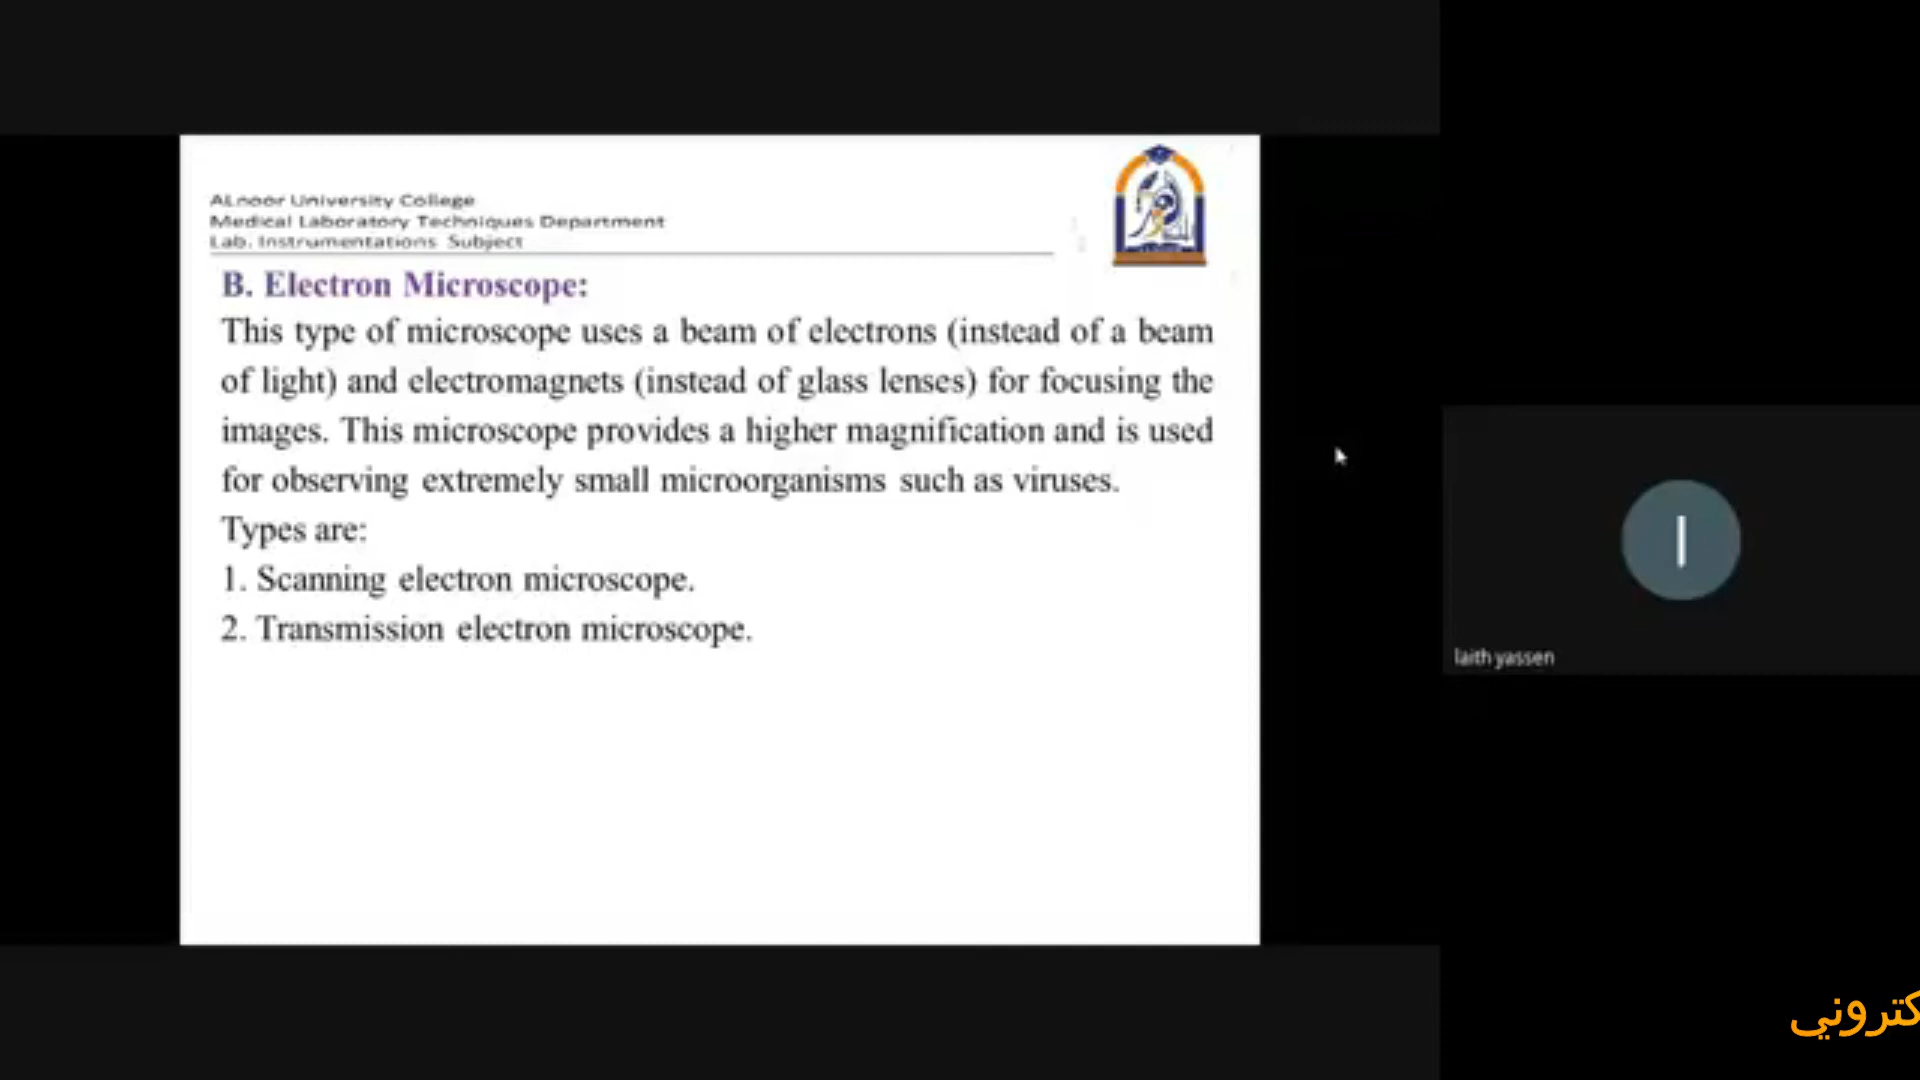 ALnoor University College
Medical Laboratory Techniques Department
Lab. Instrumentations Subject
B. Electron Microscope:
This type of microscope uses a beam of electrons (instead of a beam
of light) and electromagnets (instead of glass lenses) for focusing the
images. This microscope provides a higher magnification and is used
for observing extremely small microorganisms such as viruses.
Types are:
1. Scanning electron microscope.
2. Transmission electron microscope.
l
laith yassen
كتروني